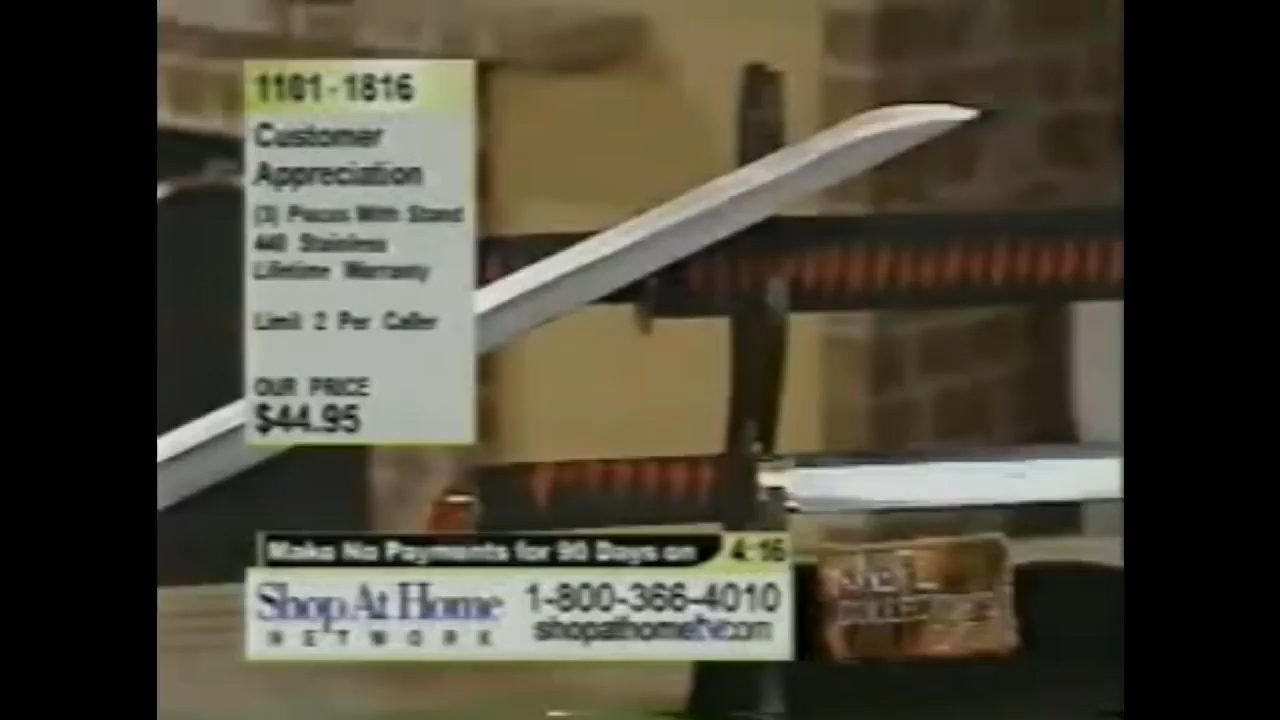 1101-1816
Customer
Appreciation
(3) Pieces With Stand
440 Stainless
Lifetime Warranty
Limit 2 Per Caller
OUR PRICE
$44.95
Make No Payments for 90 Days on
4:16
Shop At Home
NETWORK
1-800-366-4010
shopathometv.com